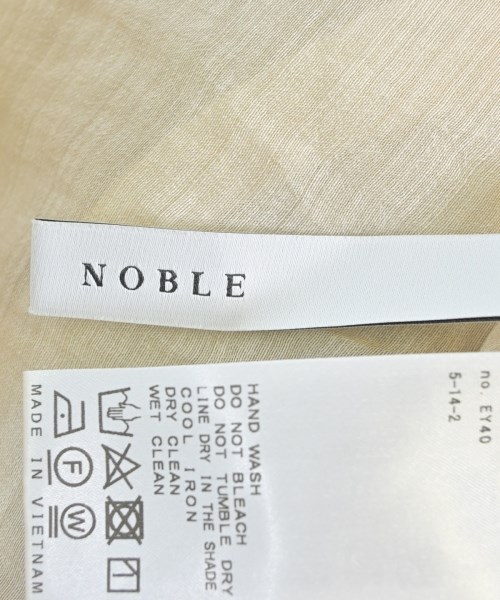 NOBLE
no. EY40
5-14-2
HAND WASH
DO NOT BLEACH
DO NOT TUMBLE DRY
LINE DRY IN THE SHADE
COOL IRON
DRY CLEAN
WET CLEAN
F
W
MADE IN VIETNAM